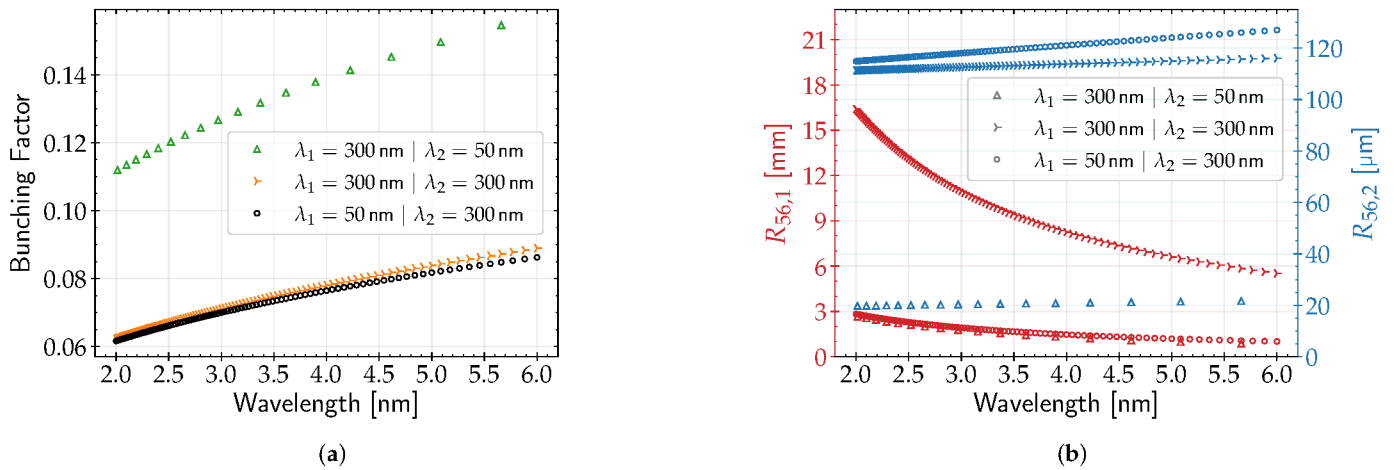 0.14
0.12
0.10
0.08
0.06
Bunching Factor
λ₁ = 300 nm | λ₂ = 50 nm
λ₁ = 300 nm | λ₂ = 300 nm
λ₁ = 50 nm | λ₂ = 300 nm
2.0 2.5 3.0 3.5 4.0 4.5 5.0 5.5 6.0
Wavelength [nm]
(a)
21
18
15
12
9
6
3
0
R₅₆,₁ [mm]
λ₁ = 300 nm | λ₂ = 50 nm
λ₁ = 300 nm | λ₂ = 300 nm
λ₁ = 50 nm | λ₂ = 300 nm
120
100
80
60
40
20
0
R₅₆,₂ [µm]
2.0 2.5 3.0 3.5 4.0 4.5 5.0 5.5 6.0
Wavelength [nm]
(b)